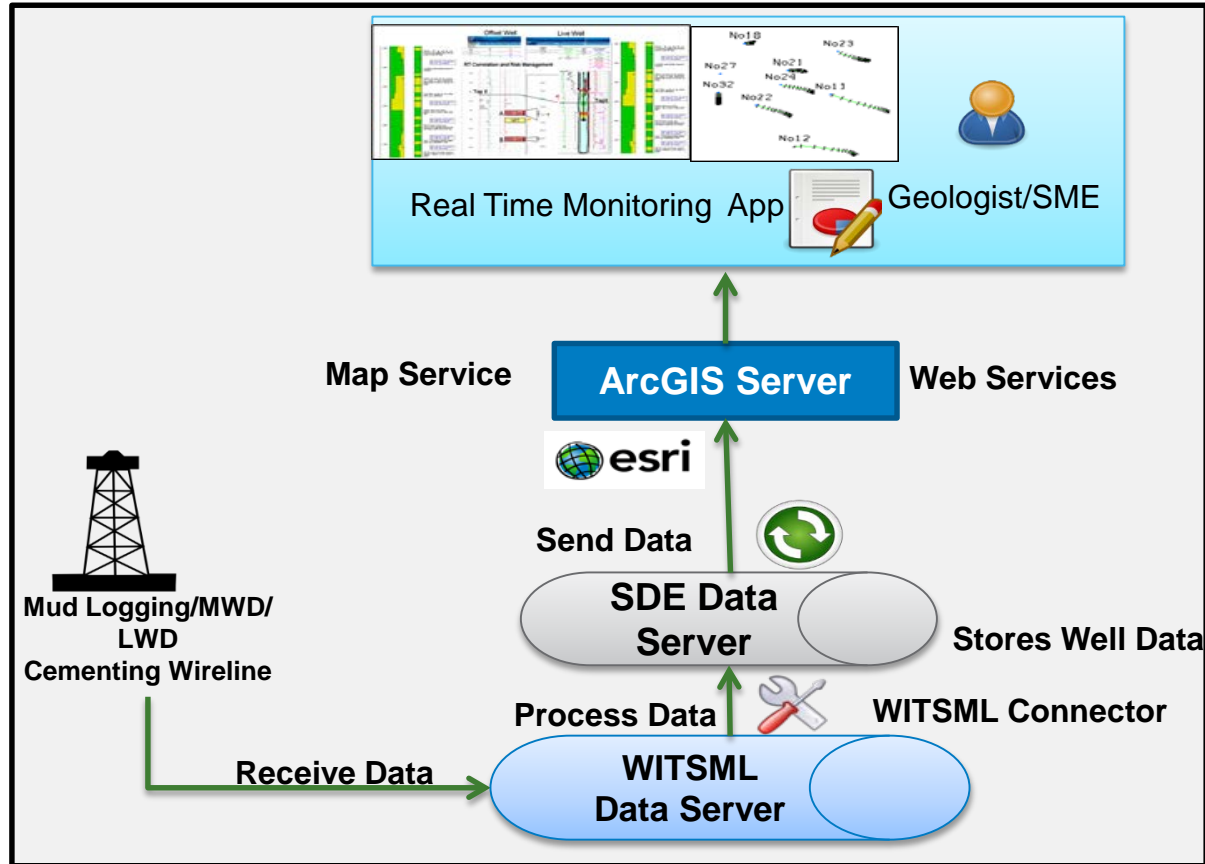 Offset Well
Live Well
RT Correlation and Risk Management
No18
No23
No27
No21
No24
No32
No13
No22
No12
Real Time Monitoring App
Geologist/SME
Map Service
ArcGIS Server
Web Services
esri
Send Data
SDE Data
Server
Stores Well Data
Mud Logging/MWD/
LWD
Cementing Wireline
Process Data
WITSML Connector
Receive Data
WITSML
Data Server